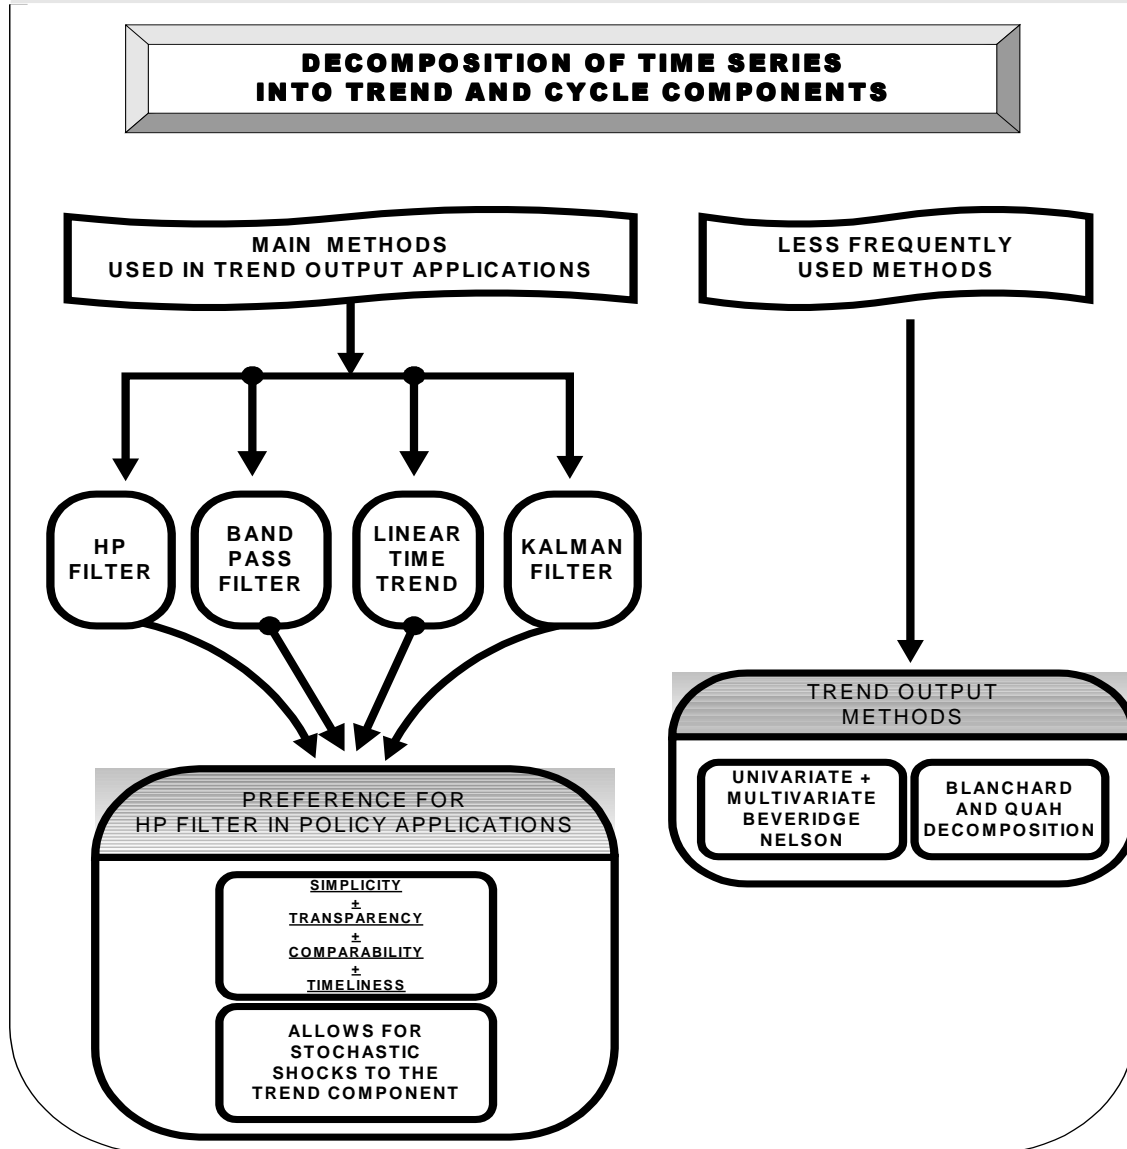 DECOMPOSITION OF TIME SERIES
INTO TREND AND CYCLE COMPONENTS
MAIN METHODS
USED IN TREND OUTPUT APPLICATIONS
LESS FREQUENTLY
USED METHODS
HP
FILTER
BAND
PASS
FILTER
LINEAR
TIME
TREND
KALMAN
FILTER
TREND OUTPUT
METHODS
UNIVARIATE +
MULTIVARIATE
BEVERIDGE
NELSON
BLANCHARD
AND QUAH
DECOMPOSITION
PREFERENCE FOR
HP FILTER IN POLICY APPLICATIONS
SIMPLICITY
+
TRANSPARENCY
+
COMPARABILITY
+
TIMELINESS
ALLOWS FOR
STOCHASTIC
SHOCKS TO THE
TREND COMPONENT